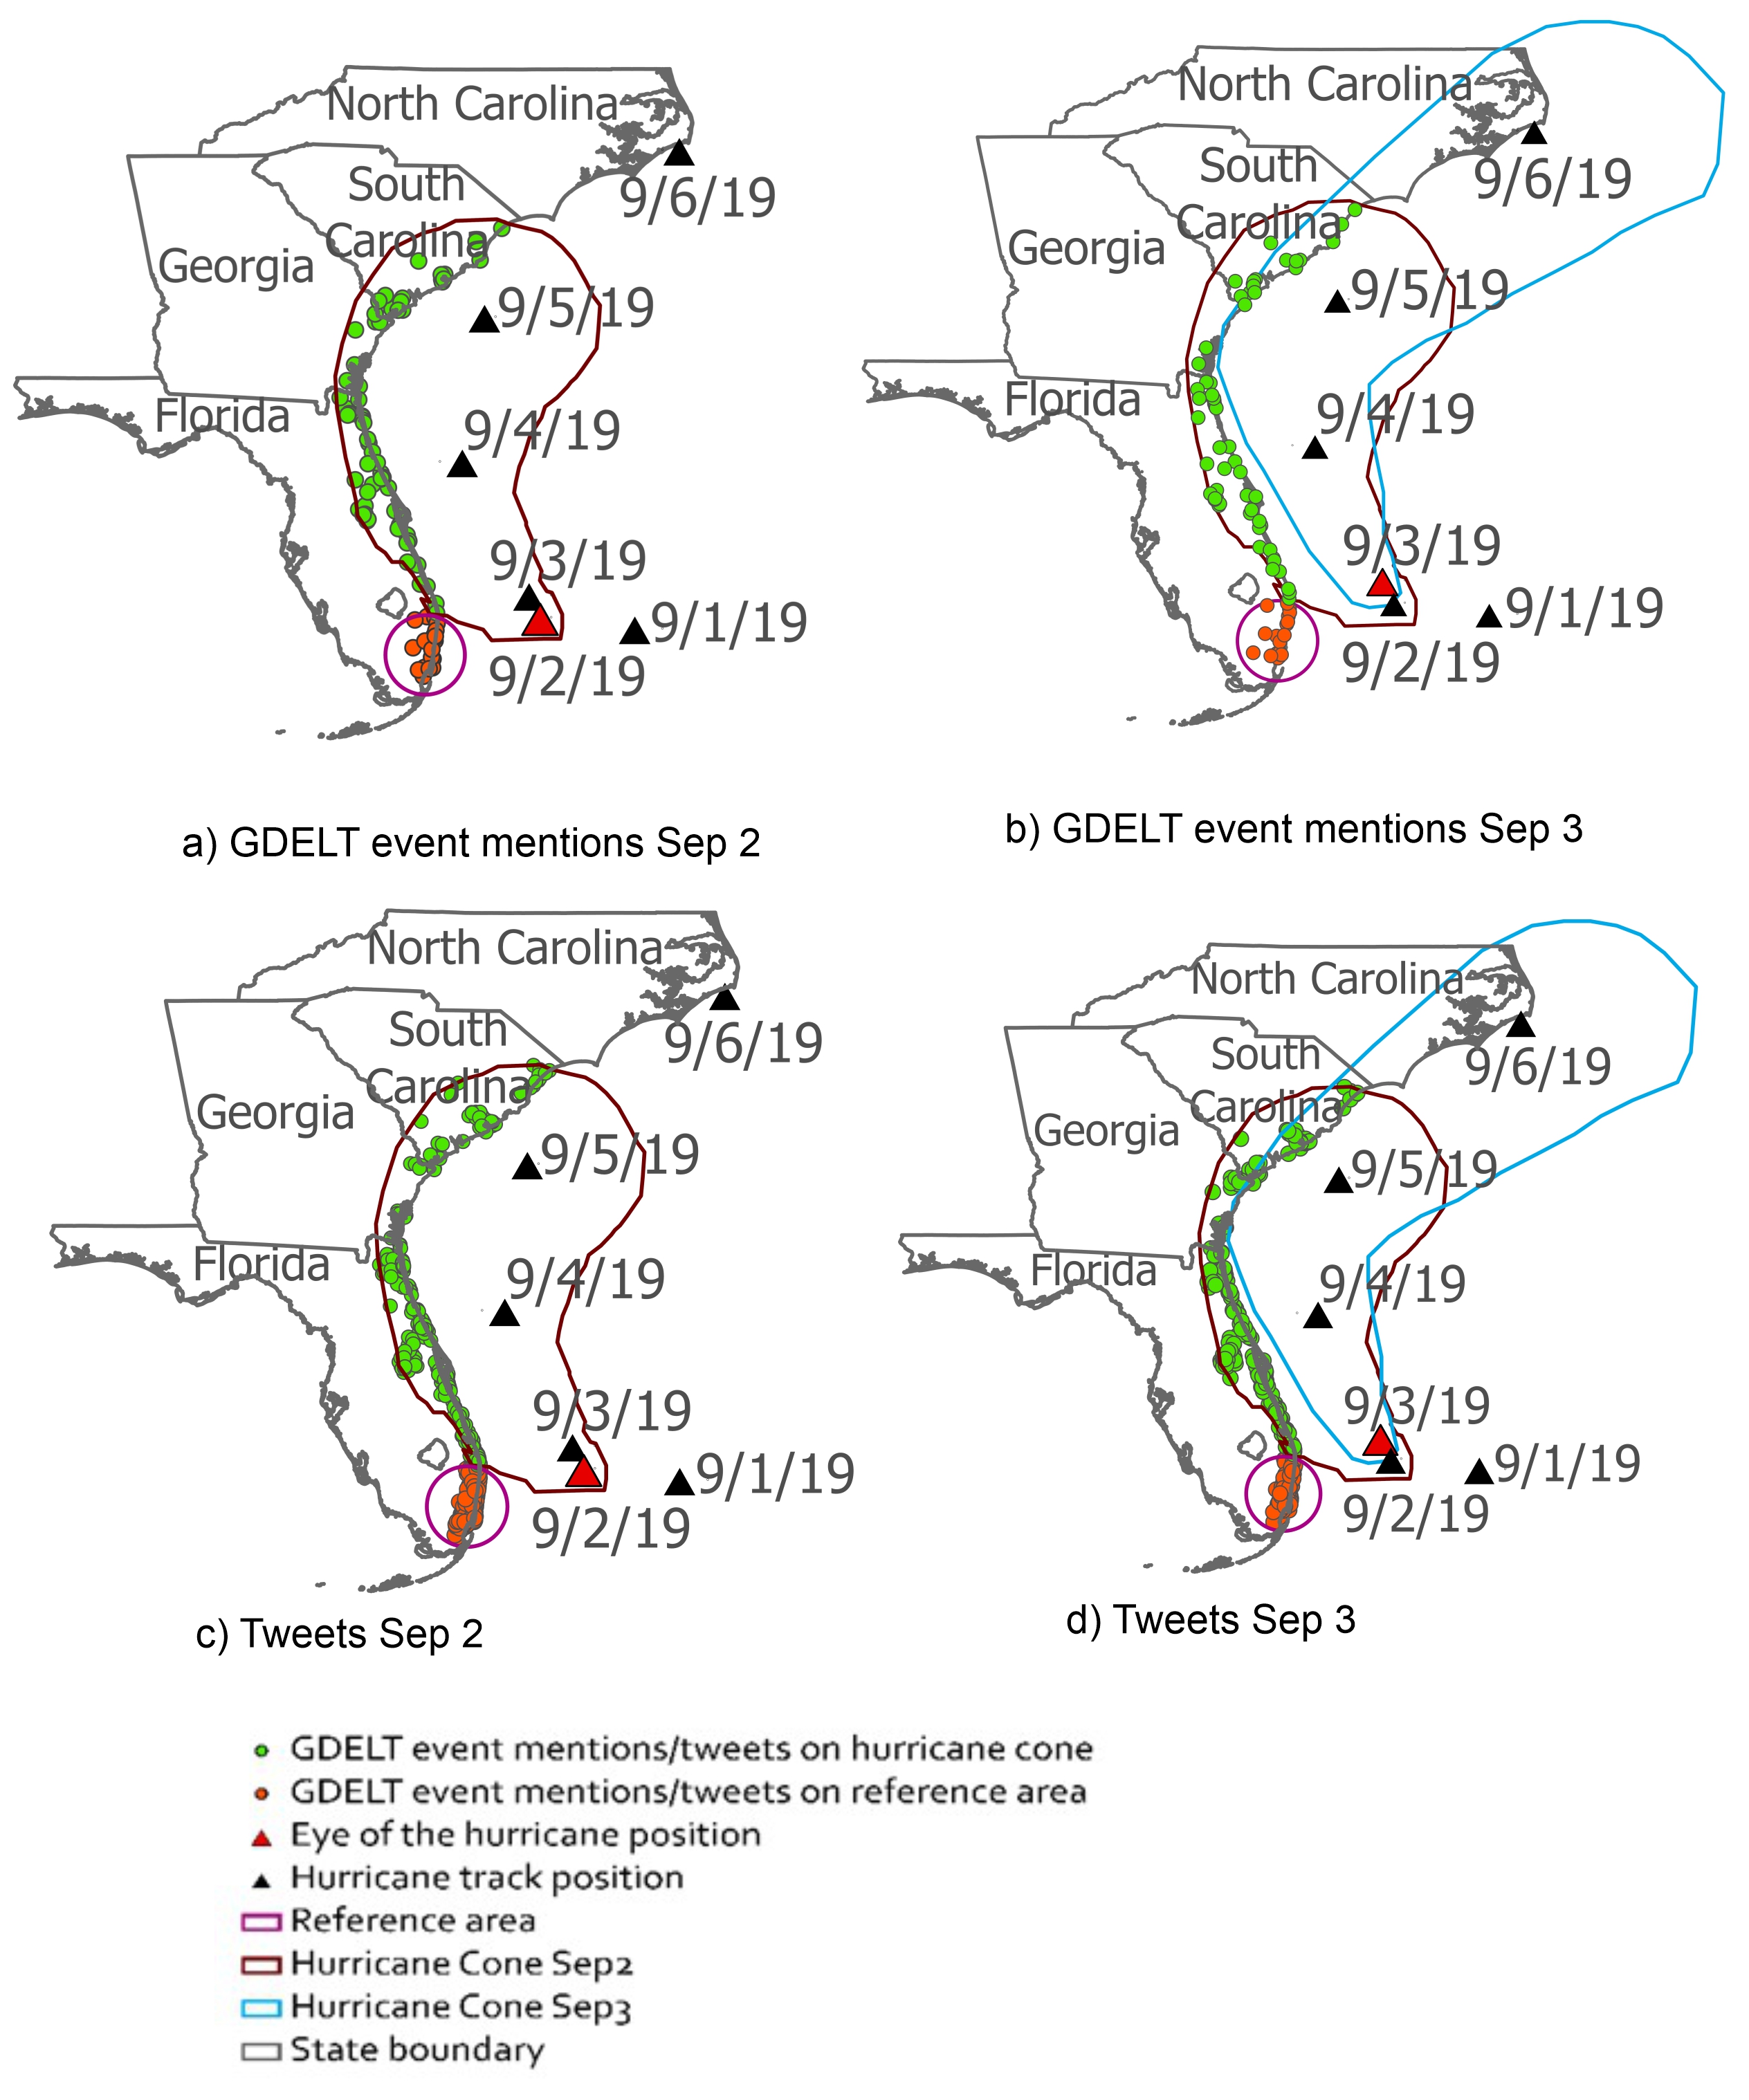 North Carolina
South
Carolina
Georgia
Florida
9/6/19
9/5/19
9/4/19
9/3/19
9/1/19
9/2/19
a) GDELT event mentions Sep 2
North Carolina
South
Carolina
Georgia
Florida
9/6/19
9/5/19
9/4/19
9/3/19
9/1/19
9/2/19
b) GDELT event mentions Sep 3
North Carolina
South
Carolina
Georgia
Florida
9/6/19
9/5/19
9/4/19
9/3/19
9/1/19
9/2/19
c) Tweets Sep 2
North Carolina
South
Carolina
Georgia
Florida
9/6/19
9/5/19
9/4/19
9/3/19
9/1/19
9/2/19
d) Tweets Sep 3
GDELT event mentions/tweets on hurricane cone
GDELT event mentions/tweets on reference area
Eye of the hurricane position
Hurricane track position
Reference area
Hurricane Cone Sep2
Hurricane Cone Sep3
State boundary